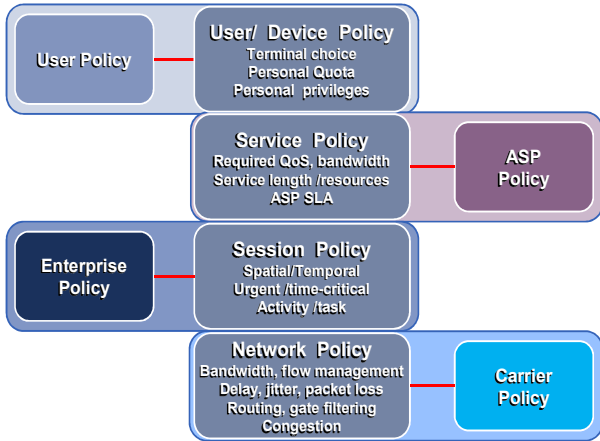 User Policy
User/ Device Policy
Terminal choice
Personal Quota
Personal privileges
Service Policy
Required QoS, bandwidth
Service length /resources
ASP SLA
ASP
Policy
Enterprise
Policy
Session Policy
Spatial/Temporal
Urgent /time-critical
Activity /task
Network Policy
Bandwidth, flow management
Delay, jitter, packet loss
Routing, gate filtering
Congestion
Carrier
Policy